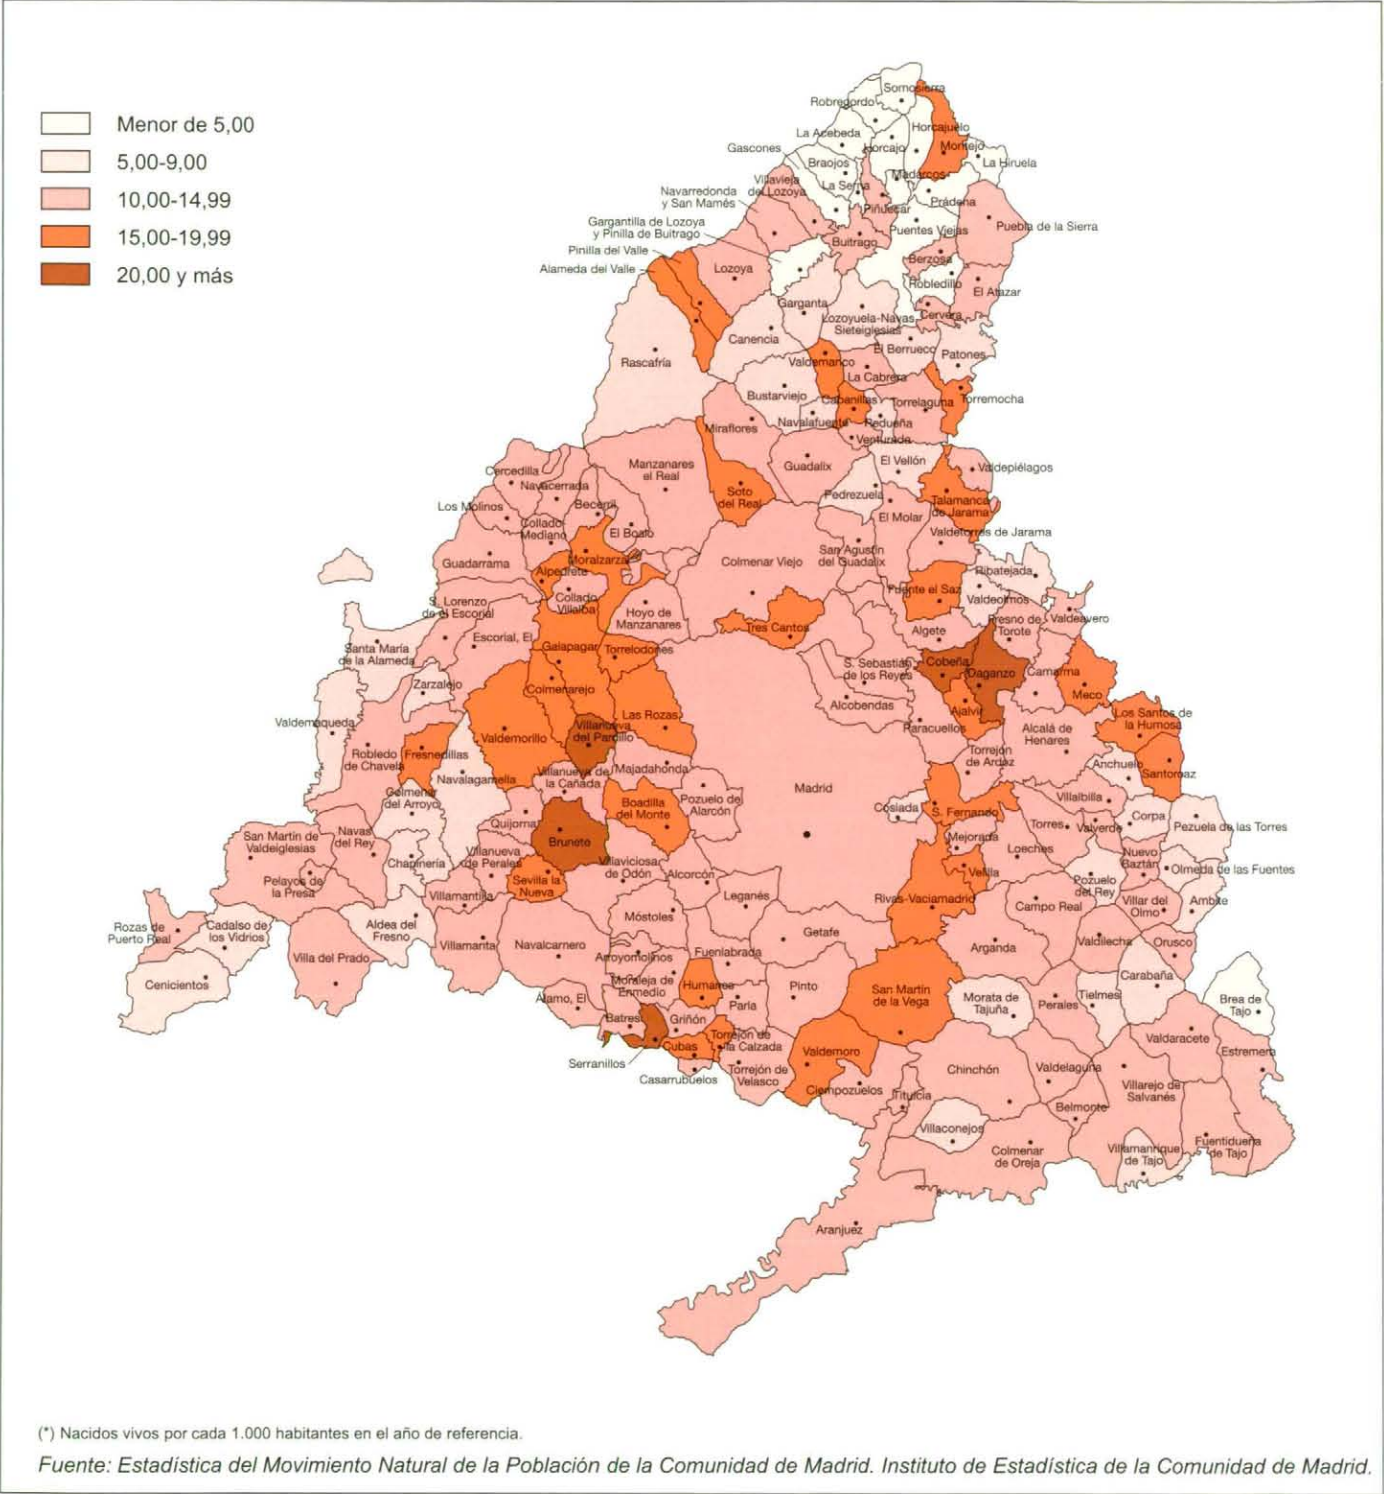 Menor de 5,00
5,00-9,00
10,00-14,99
15,00-19,99
20,00 y más
Somosierra
Robregordo
La Acebeda
Horcajuelo
Horcajo
Montejo
Gascones
Braojos
La Hiruela
Madarcos
Villavieja
del Lozoya
La Serna
Navarredonda
y San Mamés
Piñuecar
Prádena
Gargantilla de Lozoya
y Pinilla de Buitrago
Puentes Viejas
Puebla de la Sierra
Buitrago
Pinilla del Valle
Alameda del Valle
Lozoya
Berzosa
Robledillo
El Atazar
Garganta
Lozoyuela-Navas
Sieteiglesias
Cervera
Canencia
El Berrueco
Patones
Rascafría
Valdemanco
La Cabrera
Bustarviejo
Cabanillas
Torrelaguna
Torremocha
Navalafuente
Redueña
Miraflores
Venturada
Guadalix
El Vellón
Valdepiélagos
Cercedilla
Manzanares
el Real
Navacerrada
Soto
del Real
Pedrezuela
Talamanca
de Jarama
Los Molinos
Becerril
El Molar
Collado
Mediano
El Boalo
Valdetorres de Jarama
Guadarrama
Moralzarzal
Colmenar Viejo
San Agustín
del Guadalix
Alpedrete
Ribatejada
Fuente el Saz
Valdeolmos
S. Lorenzo
de el Escorial
Collado
Villalba
Hoyo de
Manzanares
Fresno de
Torote
Valdeavero
Tres Cantos
Algete
Santa María
de la Alameda
Escorial, El
Galapagar
Torrelodones
S. Sebastián
de los Reyes
Cobeña
Daganzo
Camarma
Meco
Zarzalejo
Colmenarejo
Alobendas
Ajalvir
Valdemaqueda
Las Rozas
Villanueva
del Pardillo
Paracuellos
Alcalá de
Henares
Los Santos de
la Humosa
Robledo
de Chavela
Fresnedillas
Valdemorillo
Navalagamella
Villanueva de
la Cañada
Majadahonda
Torrejón
de Ardoz
Anchuelo
Santorcaz
Madrid
Colmenar
del Arroyo
Boadilla
del Monte
Pozuelo de
Alarcón
Coslada
S. Fernando
Villalbilla
Corpa
Pezuela de las Torres
Quijorna
Brunete
Torres
Valverde
San Martín de
Valdeiglesias
Navas
del Rey
Mejorada
Loeches
Nuevo
Baztán
Chapinería
Villanueva
de Perales
Villaviciosa
de Odón
Olmeda de las Fuentes
Pelayos de
la Presa
Sevilla la
Nueva
Alcorcón
Velilla
Pozuelo
del Rey
Villamantilla
Leganés
Rivas-Vaciamadrid
Campo Real
Villar del
Olmo
Ambite
Rozas de
Puerto Real
Cadalso de
los Vidrios
Aldea del
Fresno
Móstoles
Getafe
Villa del Prado
Villamanta
Navalcarnero
Arroyomolinos
Fuenlabrada
Arganda
Valdilecha
Orusco
Cenicientos
Moraleja de
Enmedio
Humanes
Pinto
San Martín
de la Vega
Carabaña
Alamo, El
Parla
Morata de
Tajuña
Perales
Tielmes
Brea de
Tajo
Batres
Griñón
Serranillos
Cubas
Torrejón de
la Calzada
Valdemoro
Valdaracete
Estremera
Casarrubuelos
Torrejón de
Velasco
Ciempozuelos
Chinchón
Valdelaguna
Titulcia
Villarejo de
Salvanés
Belmonte
Villaconejos
Colmenar
de Oreja
Villamanrique
de Tajo
Fuentidueña
de Tajo
Aranjuez
(*) Nacidos vivos por cada 1.000 habitantes en el año de referencia.
Fuente: Estadística del Movimiento Natural de la Población de la Comunidad de Madrid. Instituto de Estadística de la Comunidad de Madrid.